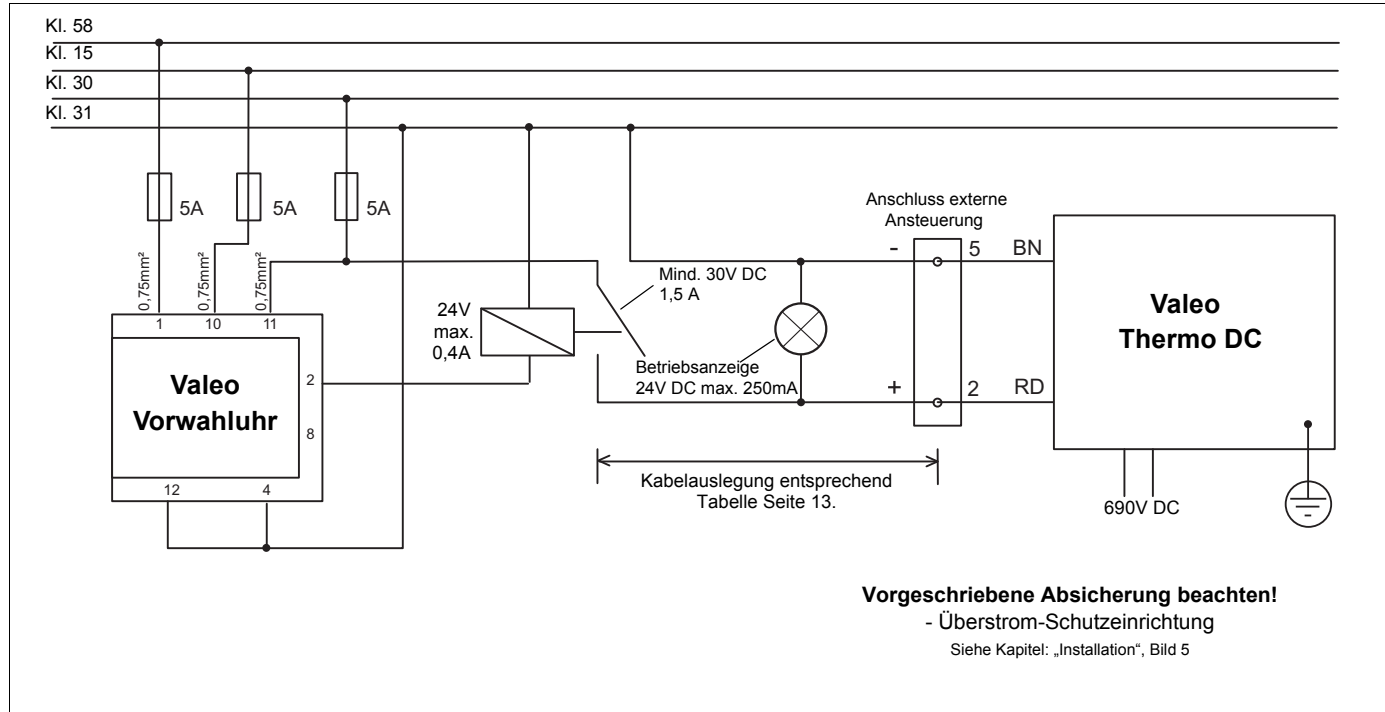 Kl. 58
Kl. 15
Kl. 30
Kl. 31
5A
5A
5A
0,75mm²
0,75mm²
0,75mm²
1
10
11
Valeo
Vorwahluhr
2
8
12
4
24V
max.
0,4A
Mind. 30V DC
1,5 A
Betriebsanzeige
24V DC max. 250mA
Anschluss externe
Ansteuerung
-
5
BN
+
2
RD
Kabelauslegung entsprechend
Tabelle Seite 13.
Valeo
Thermo DC
690V DC
Vorgeschriebene Absicherung beachten!
- Überstrom-Schutzeinrichtung
Siehe Kapitel: „Installation“, Bild 5